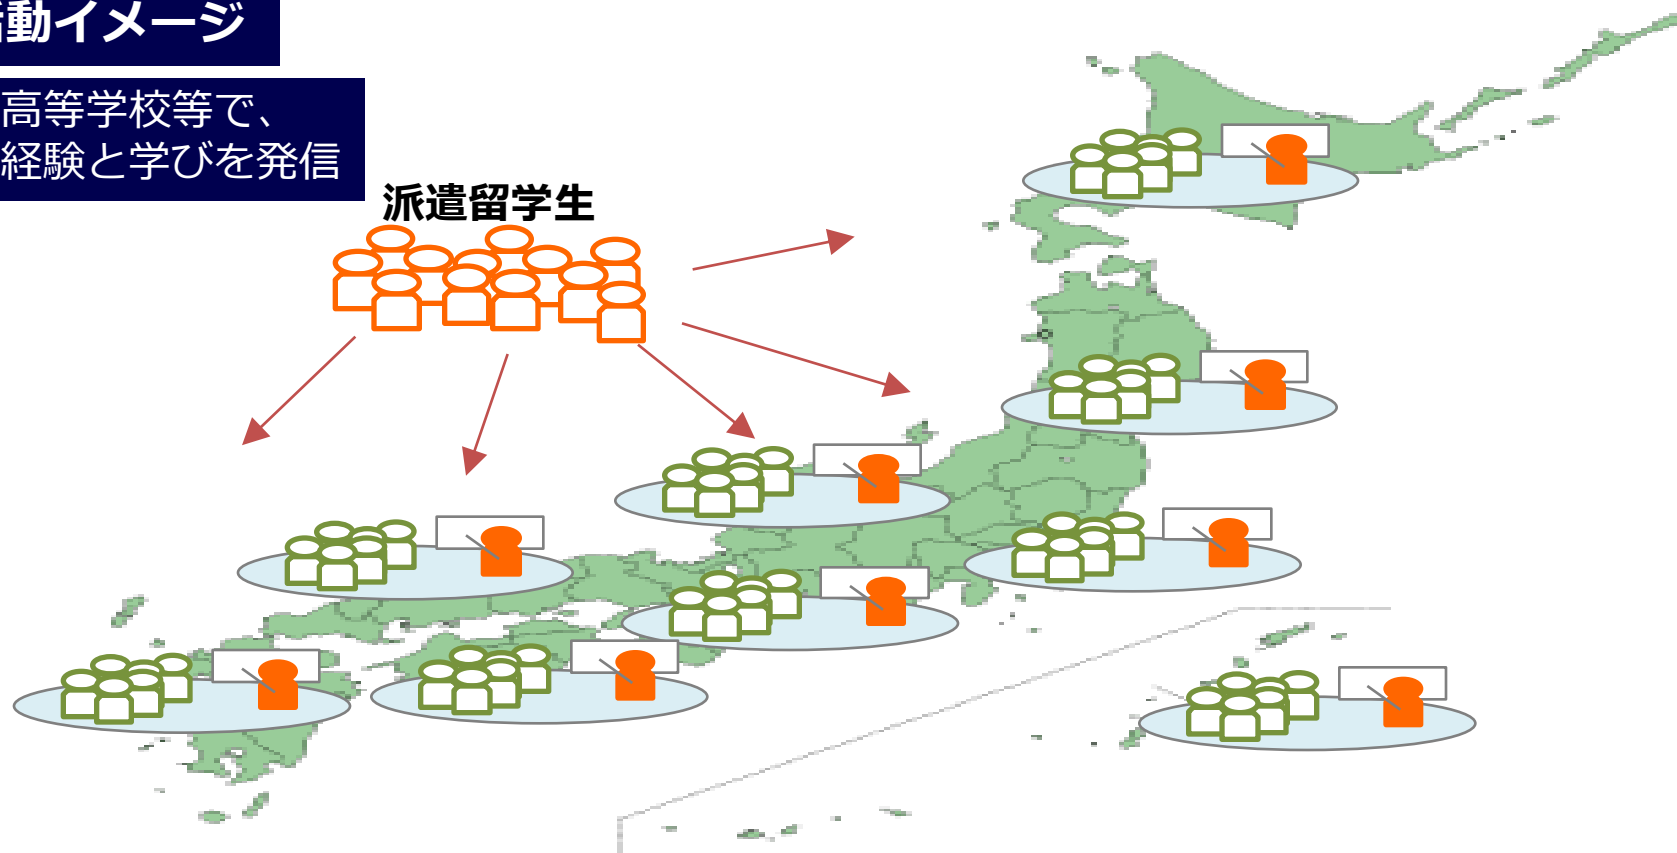 動イメージ
高等学校等で、
経験と学びを発信
派遣留学生